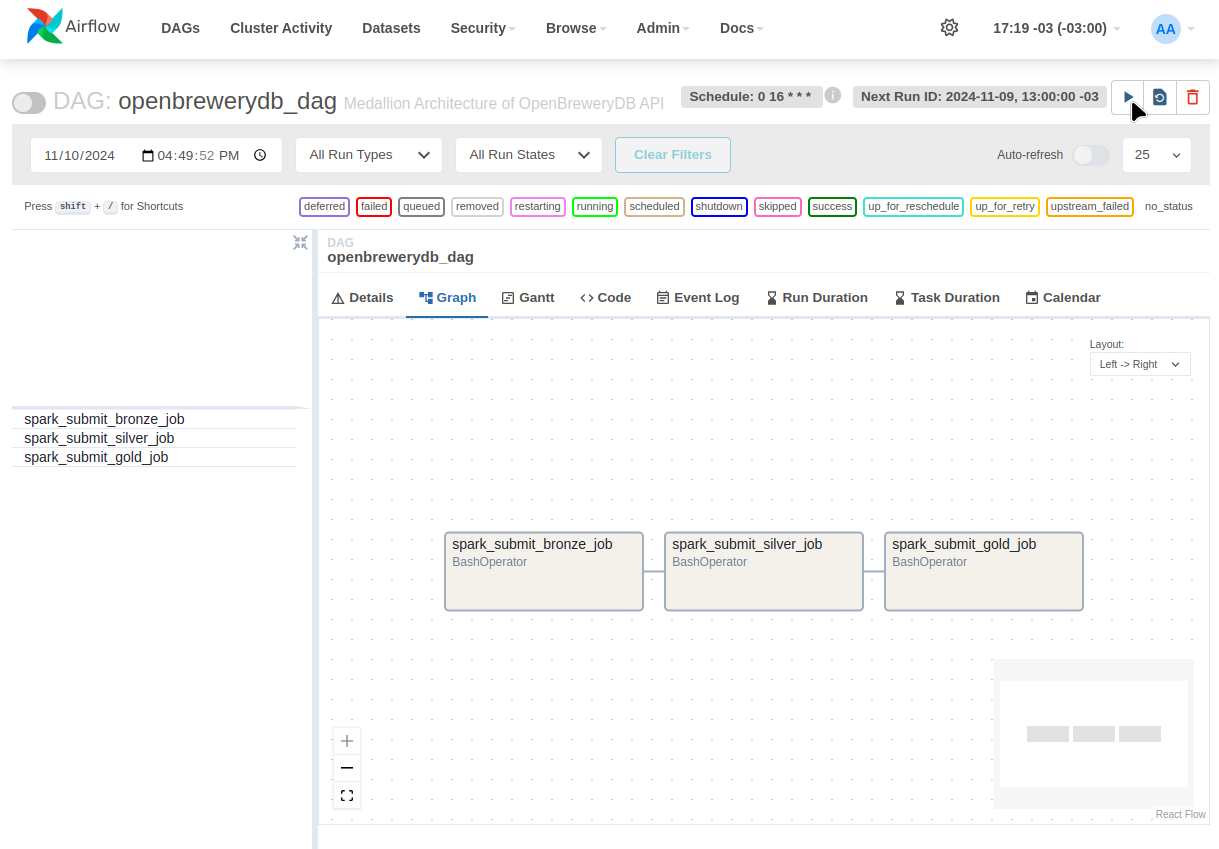 Airflow DAGs Cluster Activity Datasets Security Browse Admin Docs 17:19 -03 (-03:00) AA
DAG: openbrewerydb_dag Medallion Architecture of OpenBreweryDB API Schedule: 0 16 * * * i Next Run ID: 2024-11-09, 13:00:00 -03
11/10/2024 04:49:52 PM All Run Types All Run States Clear Filters Auto-refresh 25
Press shift + / for Shortcuts deferred failed queued removed restarting running scheduled shutdown skipped success up_for_reschedule up_for_retry upstream_failed no_status
DAG
openbrewerydb_dag
Details Graph Gantt Code Event Log Run Duration Task Duration Calendar
Layout:
Left -> Right
spark_submit_bronze_job
spark_submit_silver_job
spark_submit_gold_job
spark_submit_bronze_job spark_submit_silver_job spark_submit_gold_job
BashOperator BashOperator BashOperator
React Flow